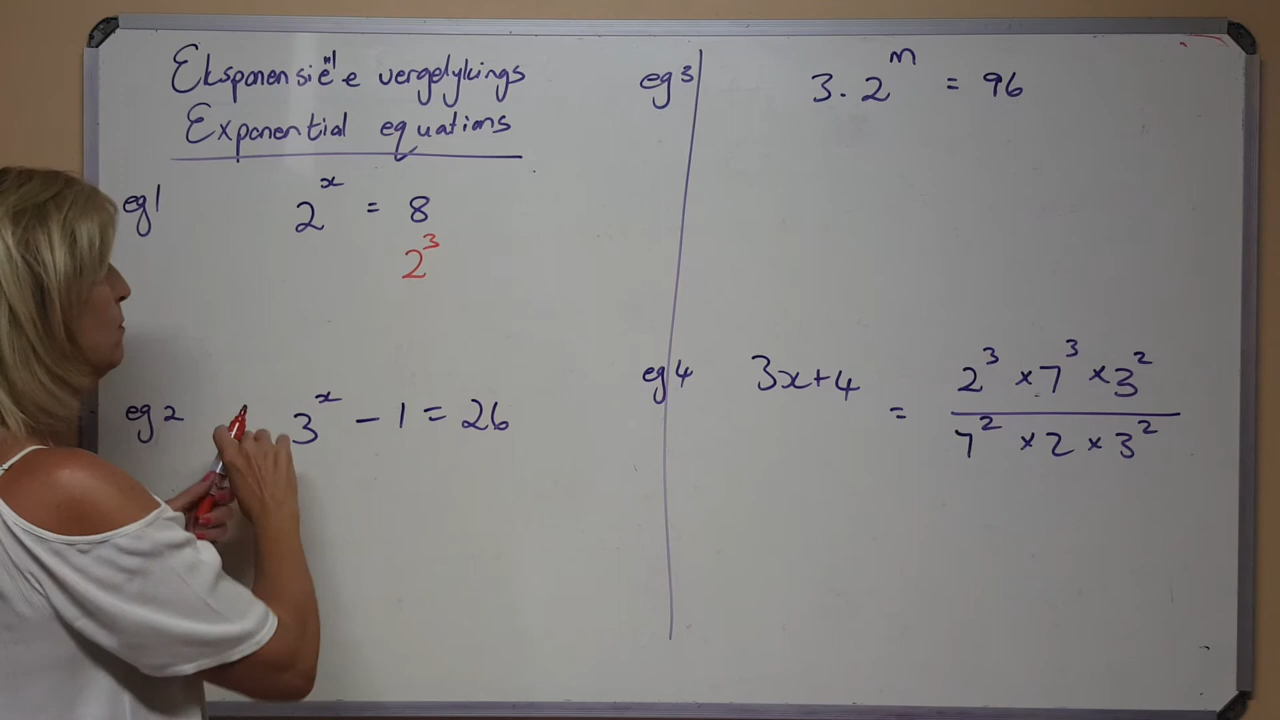 Eksponensiële vergelykings
Exponential equations
eg1 2^x = 8
2^3
eg2 3^x - 1 = 26
eg3 3. 2^m = 96
eg4 3x+4 = (2^3 × 7^3 × 3^2) / (7^2 × 2 × 3^2)